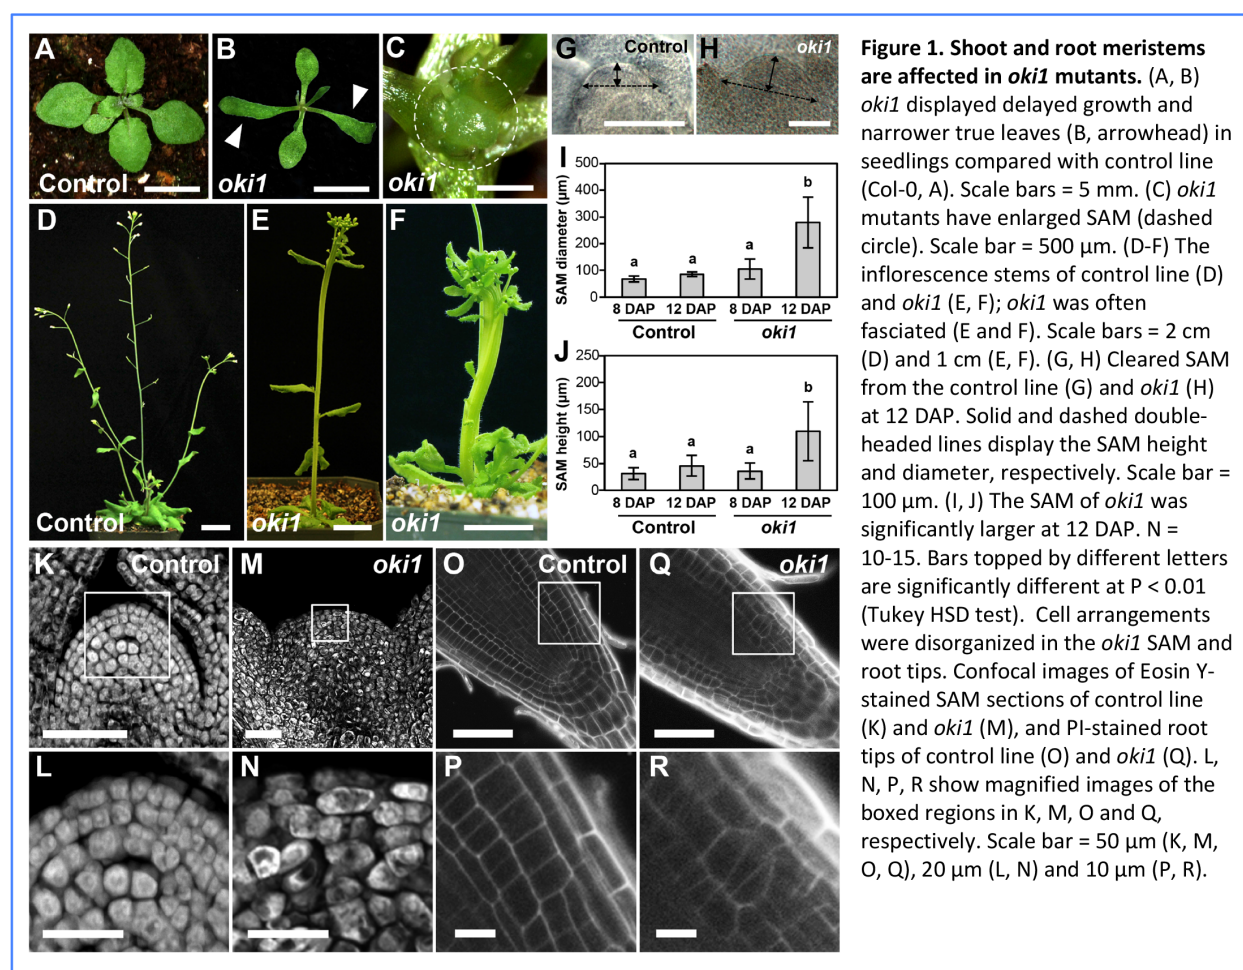 A
Control
B
oki1
C
oki1
D
Control
E
oki1
F
oki1
G
Control
H
oki1
I
SAM diameter (µm)
500
400
300
200
100
0
a
a
a
b
8 DAP 12 DAP 8 DAP 12 DAP
Control oki1
J
SAM height (µm)
250
200
150
100
50
0
a
a
a
b
8 DAP 12 DAP 8 DAP 12 DAP
Control oki1
K
Control
M
oki1
O
Control
Q
oki1
L
N
P
R
Figure 1. Shoot and root meristems
are affected in oki1 mutants. (A, B)
oki1 displayed delayed growth and
narrower true leaves (B, arrowhead) in
seedlings compared with control line
(Col-0, A). Scale bars = 5 mm. (C) oki1
mutants have enlarged SAM (dashed
circle). Scale bar = 500 µm. (D-F) The
inflorescence stems of control line (D)
and oki1 (E, F); oki1 was often
fasciated (E and F). Scale bars = 2 cm
(D) and 1 cm (E, F). (G, H) Cleared SAM
from the control line (G) and oki1 (H)
at 12 DAP. Solid and dashed double-
headed lines display the SAM height
and diameter, respectively. Scale bar =
100 µm. (I, J) The SAM of oki1 was
significantly larger at 12 DAP. N =
10-15. Bars topped by different letters
are significantly different at P < 0.01
(Tukey HSD test).  Cell arrangements
were disorganized in the oki1 SAM and
root tips. Confocal images of Eosin Y-
stained SAM sections of control line
(K) and oki1 (M), and PI-stained root
tips of control line (O) and oki1 (Q). L,
N, P, R show magnified images of the
boxed regions in K, M, O and Q,
respectively. Scale bar = 50 µm (K, M,
O, Q), 20 µm (L, N) and 10 µm (P, R).